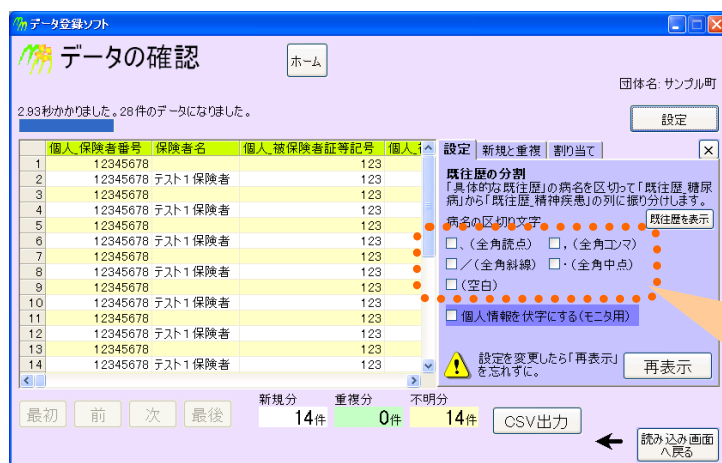 データ登録ソフト
データの確認
ホーム
団体名: サンプル町
2.93秒かかりました。28件のデータになりました。
設定
個人_保険者番号 保険者名 個人_被保険者証等記号 個人_
1 12345678 123
2 12345678 テスト1保険者 123
3 12345678 123
4 12345678 テスト1保険者 123
5 12345678 123
6 12345678 テスト1保険者 123
7 12345678 123
8 12345678 テスト1保険者 123
9 12345678 123
10 12345678 テスト1保険者 123
11 12345678 123
12 12345678 テスト1保険者 123
13 12345678 123
14 12345678 テスト1保険者 123
設定 新規と重複 割り当て
既往歴の分割
「具体的な既往歴」の病名を区切って「既往歴_糖尿
病」から「既往歴_精神疾患」の列に振り分けします。
病名の区切り文字 既往歴を表示
、(全角読点) ，(全角コンマ)
／(全角斜線) ・(全角中点)
(空白)
個人情報を伏字にする(モニタ用)
設定を変更したら「再表示」
を忘れずに。
再表示
最初 前 次 最後
新規分 重複分 不明分
14件 0件 14件
CSV出力
読み込み画面
へ戻る